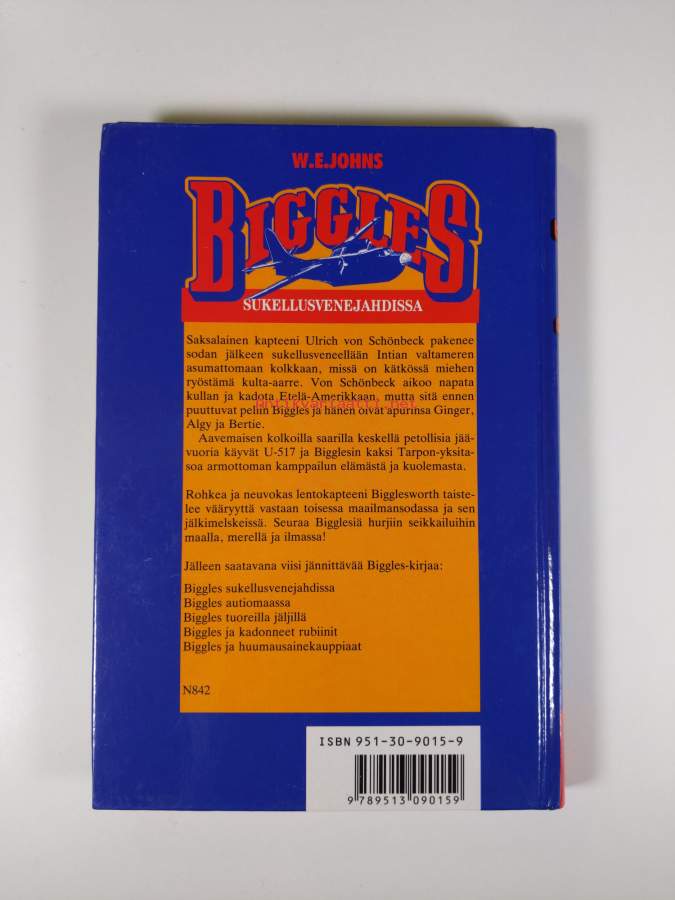 W.E.JOHNS
BIGGLES
SUKELLUSVENEJAHDISSA
Saksalainen kapteeni Ulrich von Schönbeck pakenee
sodan jälkeen sukellusveneellään Intian valtameren
asumattomaan kolkkaan, missä on kätkössä miehen
ryöstämä kulta-aarre. Von Schönbeck aikoo napata
kullan ja kadota Etelä-Amerikkaan, mutta sitä ennen
Antikvariaatti.net
puuttuvat peliin Biggles ja hänen oivat apurinsa Ginger,
Algy ja Bertie.
Aavemaisen kolkoilla saarilla keskellä petollisia jää-
vuoria käyvät U-517 ja Bigglesin kaksi Tarpon-yksita-
soa armottoman kamppailun elämästä ja kuolemasta.
Rohkea ja neuvokas lentokapteeni Bigglesworth taiste-
lee vääryyttä vastaan toisessa maailmansodassa ja sen
jälkimelskeissä. Seuraa Bigglesiä hurjiin seikkailuihin
maalla, merellä ja ilmassa!
Jälleen saatavana viisi jännittävää Biggles-kirjaa:
Biggles sukellusvenejahdissa
Biggles autiomaassa
Biggles tuoreilla jäljillä
Biggles ja kadonneet rubiinit
Biggles ja huumausainekauppiaat
N842
ISBN 951-30-9015-9
9 789513 090159